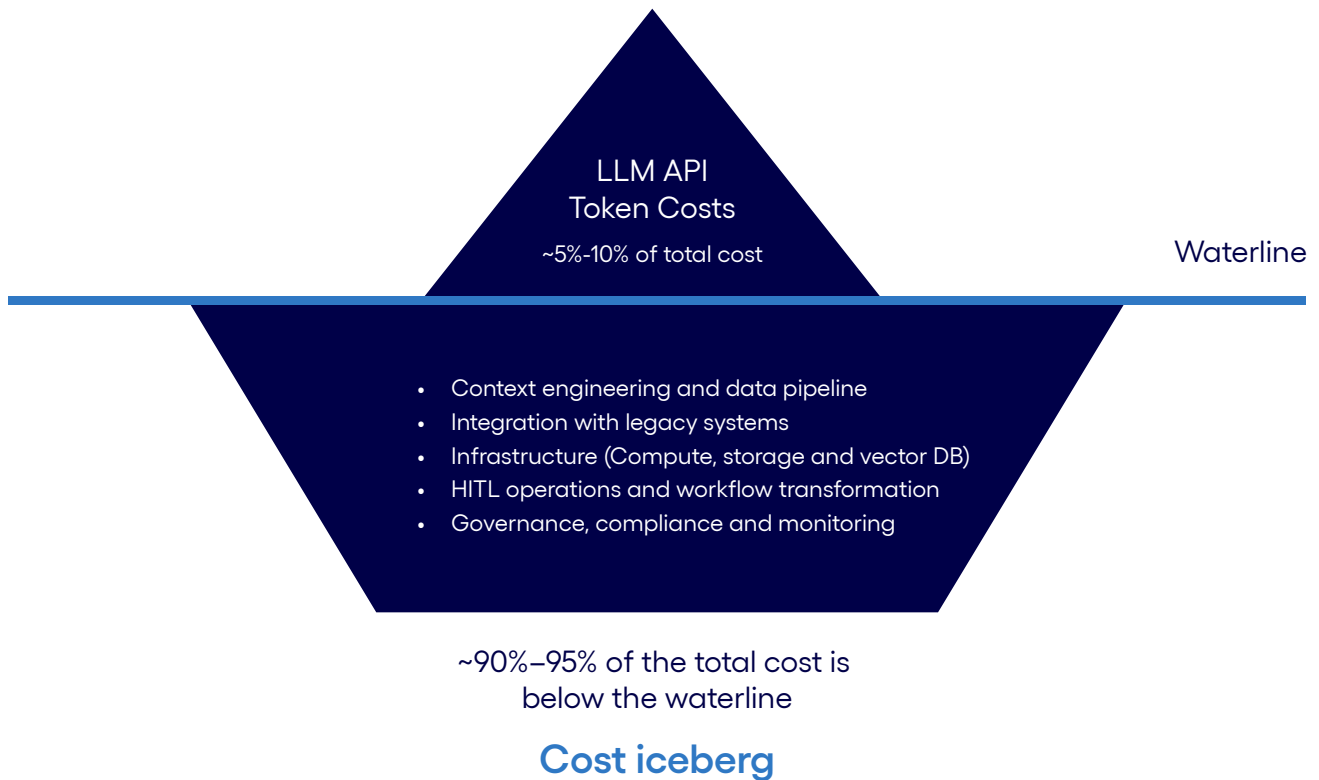 LLM API
Token Costs
~5%-10% of total cost
Waterline
• Context engineering and data pipeline
• Integration with legacy systems
• Infrastructure (Compute, storage and vector DB)
• HITL operations and workflow transformation
• Governance, compliance and monitoring
~90%–95% of the total cost is
below the waterline
Cost iceberg